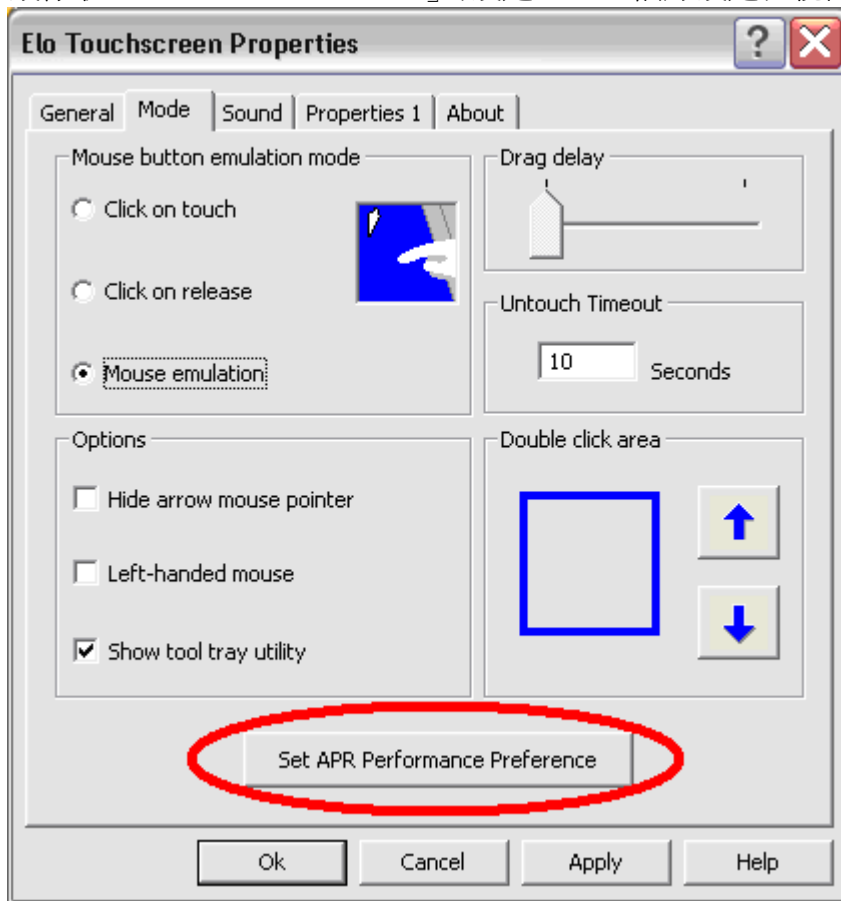 Elo Touchscreen Properties
General Mode Sound Properties 1 About
Mouse button emulation mode
Click on touch
Click on release
Mouse emulation
Drag delay
Untouch Timeout
10 Seconds
Options
Hide arrow mouse pointer
Left-handed mouse
Show tool tray utility
Double click area
Set APR Performance Preference
Ok Cancel Apply Help